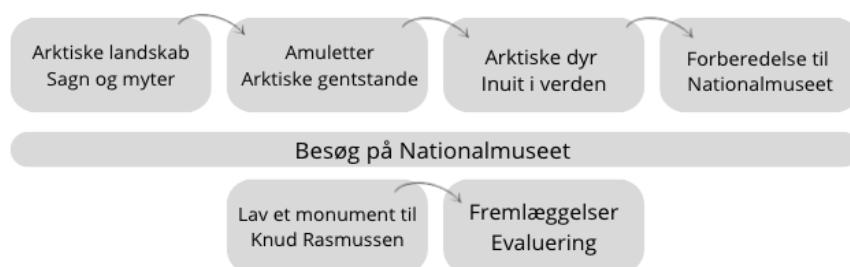 Arktiske landskab
Sagn og myter
Amuletter
Arktiske gentstande
Arktiske dyr
Inuit i verden
Forberedelse til
Nationalmuseet
Besøg på Nationalmuseet
Lav et monument til
Knud Rasmussen
Fremlæggelser
Evaluering